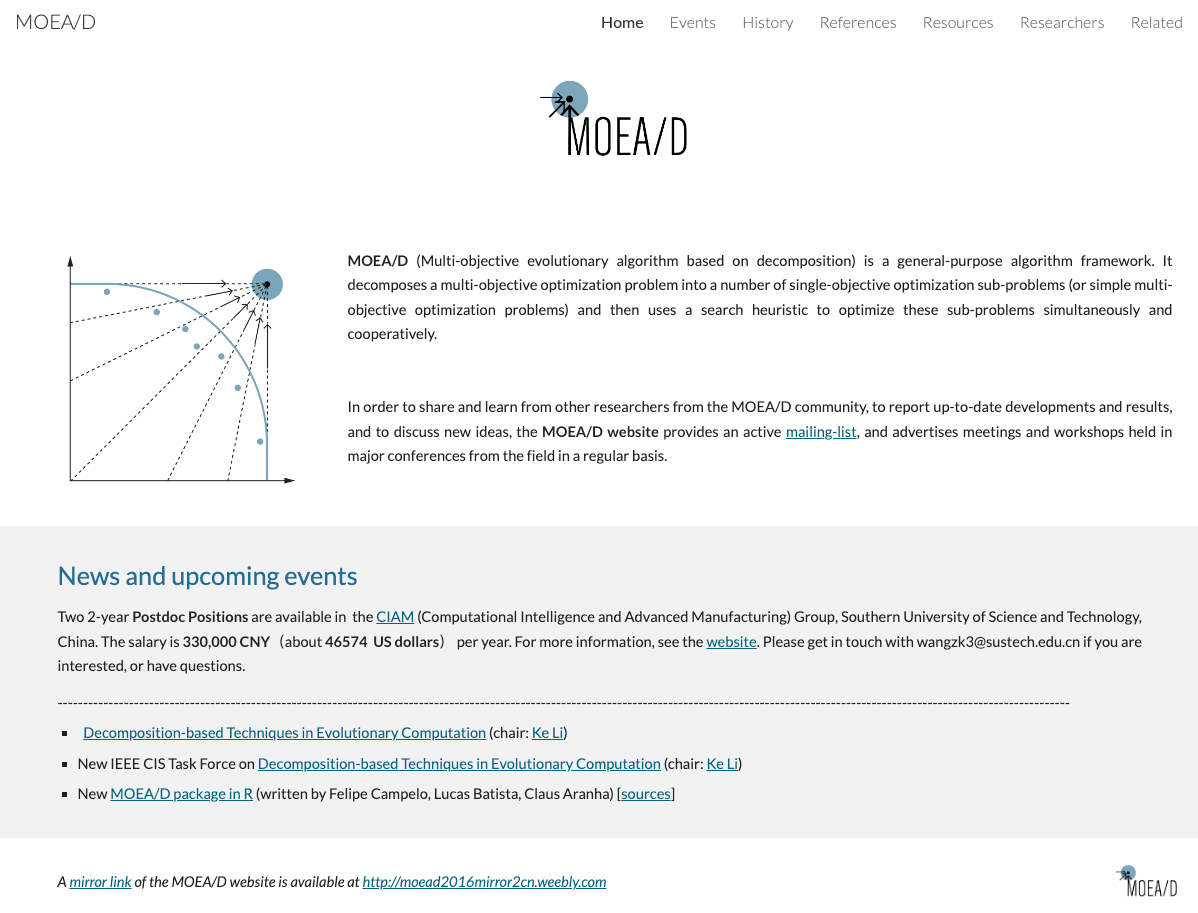 MOEA/D
Home Events History References Resources Researchers Related
MOEA/D
MOEA/D (Multi-objective evolutionary algorithm based on decomposition) is a general-purpose algorithm framework. It
decomposes a multi-objective optimization problem into a number of single-objective optimization sub-problems (or simple multi-
objective optimization problems) and then uses a search heuristic to optimize these sub-problems simultaneously and
cooperatively.
In order to share and learn from other researchers from the MOEA/D community, to report up-to-date developments and results,
and to discuss new ideas, the MOEA/D website provides an active mailing-list, and advertises meetings and workshops held in
major conferences from the field in a regular basis.
News and upcoming events
Two 2-year Postdoc Positions are available in the CIAM (Computational Intelligence and Advanced Manufacturing) Group, Southern University of Science and Technology,
China. The salary is 330,000 CNY （about 46574 US dollars） per year. For more information, see the website. Please get in touch with wangzk3@sustech.edu.cn if you are
interested, or have questions.
----------------------------------------------------------------------------------------------------------------------------------------------------------------------------------------------------------
▪ Decomposition-based Techniques in Evolutionary Computation (chair: Ke Li)
▪ New IEEE CIS Task Force on Decomposition-based Techniques in Evolutionary Computation (chair: Ke Li)
▪ New MOEA/D package in R (written by Felipe Campelo, Lucas Batista, Claus Aranha) [sources]
A mirror link of the MOEA/D website is available at http://moead2016mirror2cn.weebly.com
MOEA/D